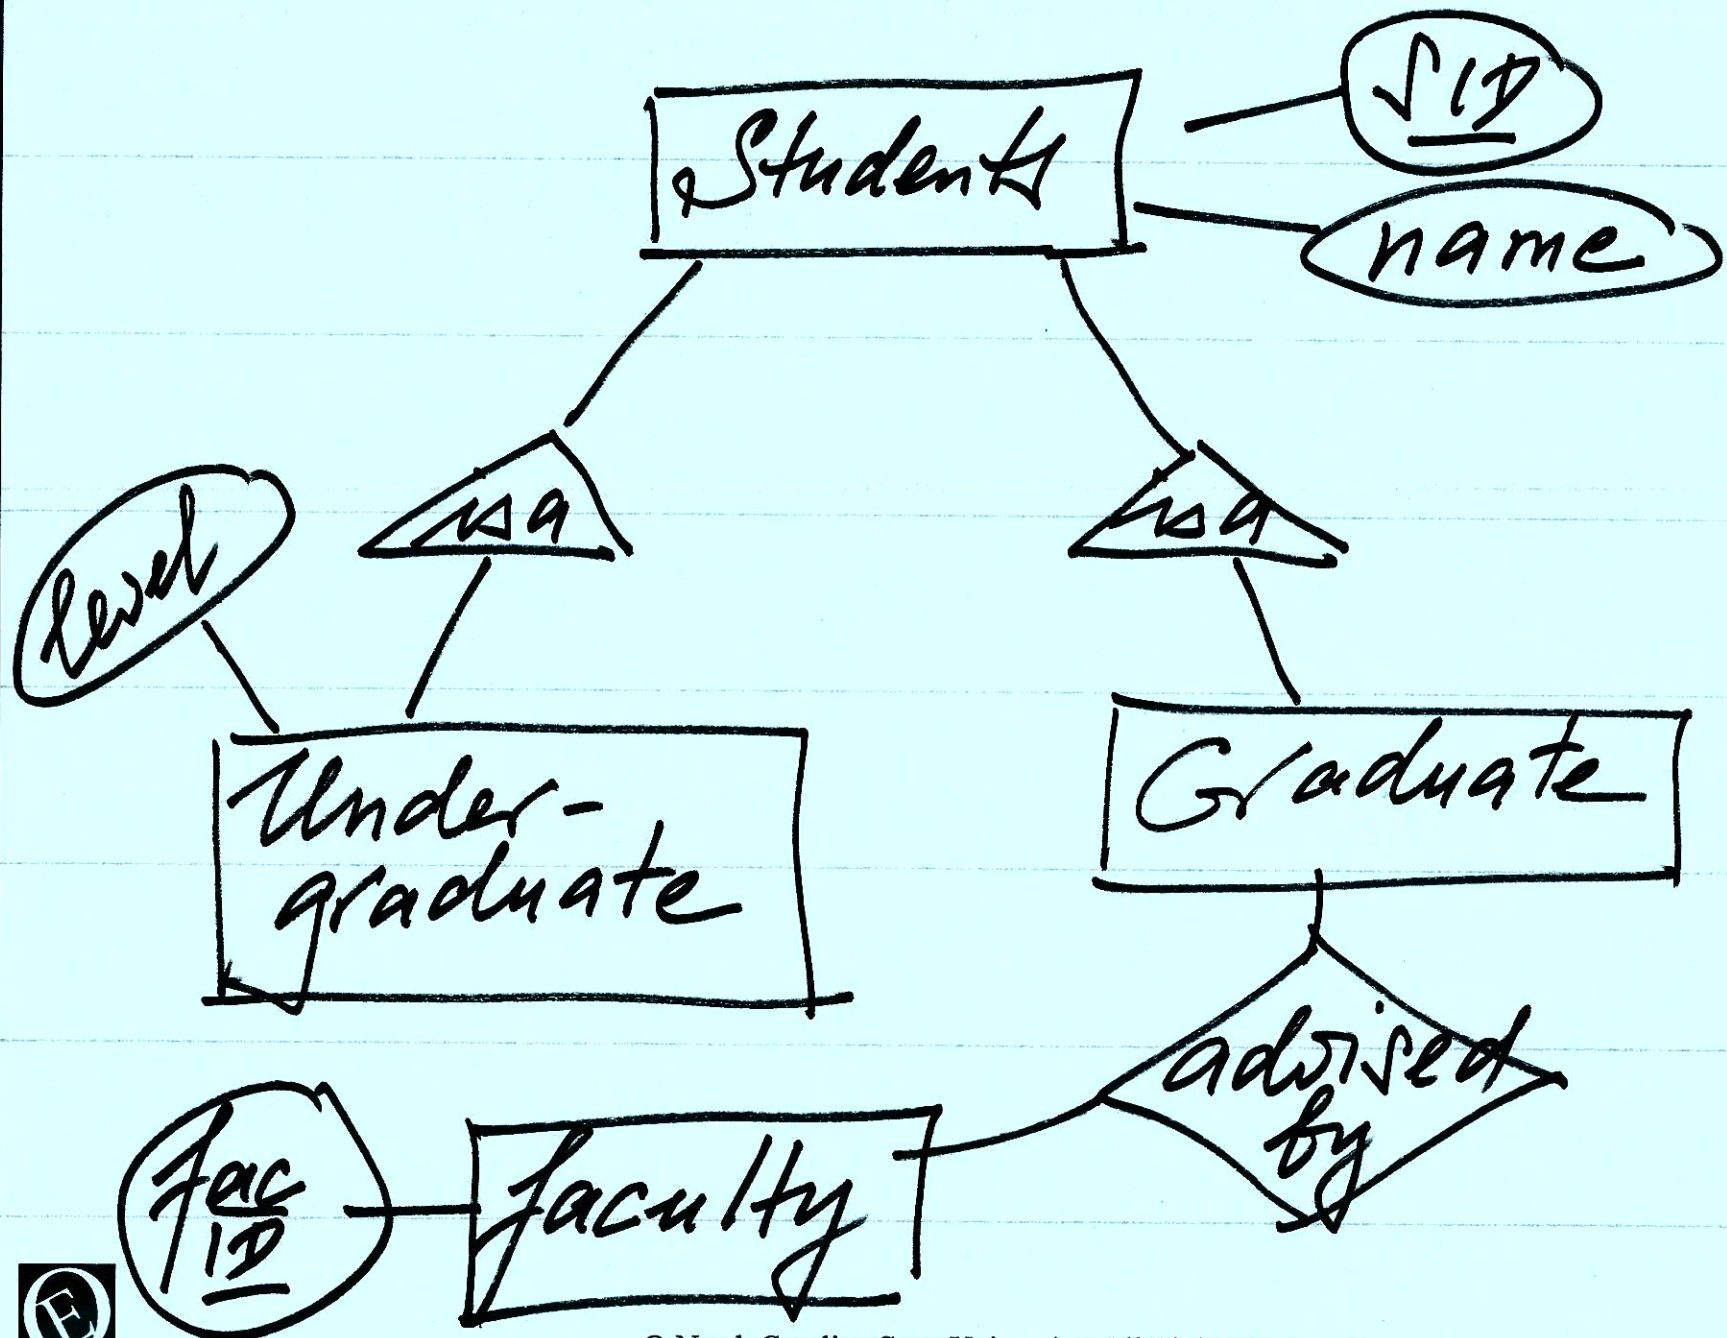 SID
Students
name
isa
isa
level
Under-
graduate
Graduate
advised
by
Fac
ID
faculty
E